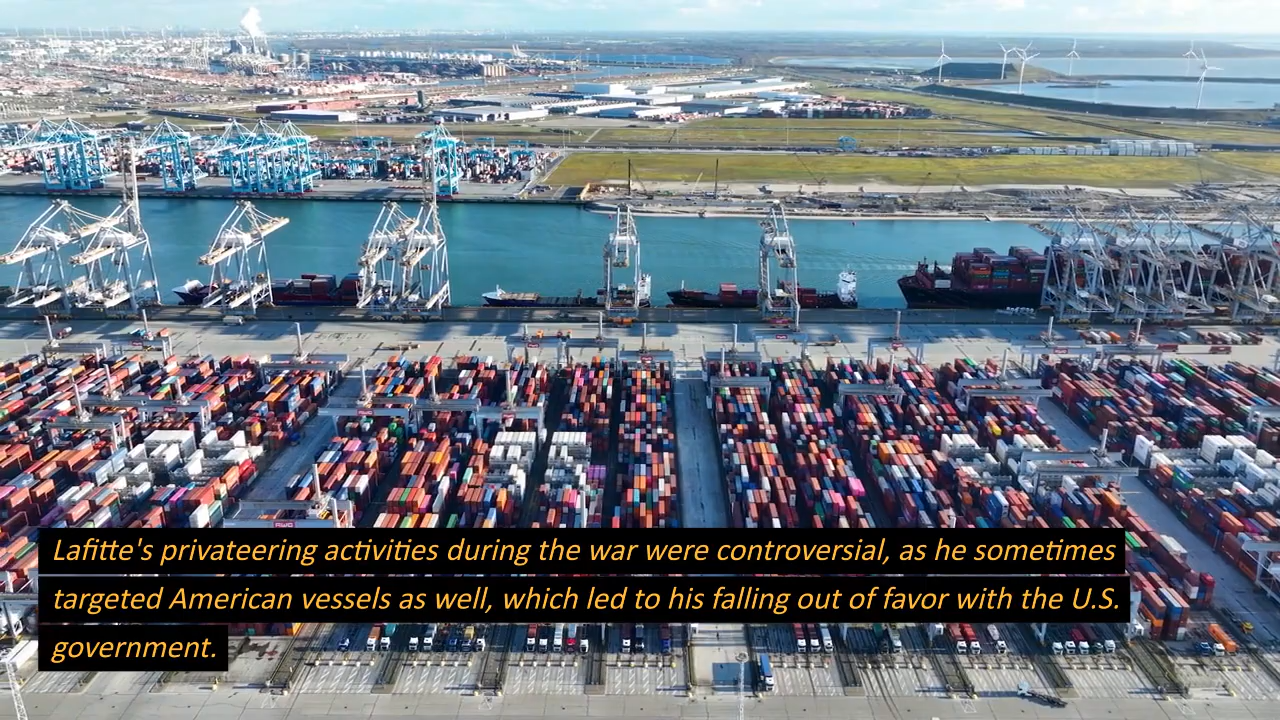 Lafitte's privateering activities during the war were controversial, as he sometimes
targeted American vessels as well, which led to his falling out of favor with the U.S.
government.
RWG